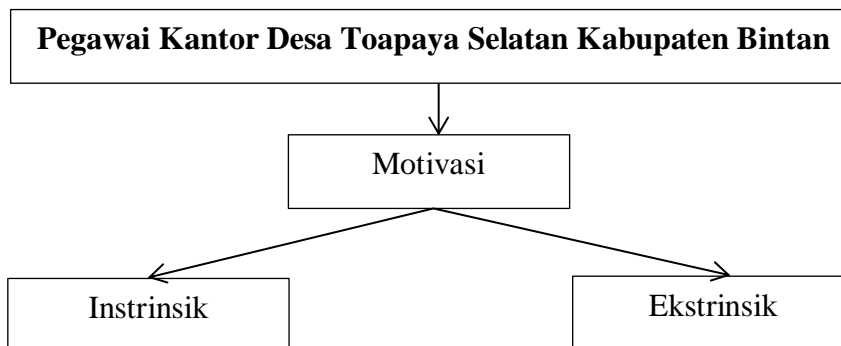 Pegawai Kantor Desa Toapaya Selatan Kabupaten Bintan
Motivasi
Instrinsik
Ekstrinsik